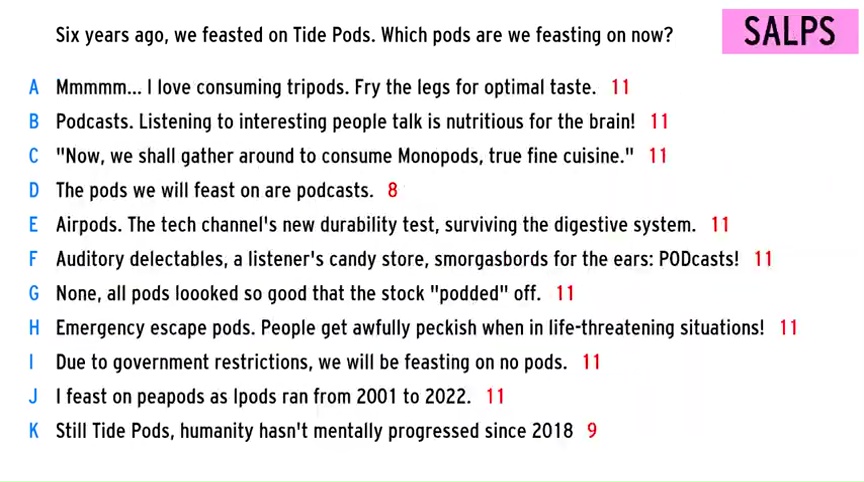 Six years ago, we feasted on Tide Pods. Which pods are we feasting on now?
SALPS
A Mmmmm... I love consuming tripods. Fry the legs for optimal taste. 11
B Podcasts. Listening to interesting people talk is nutritious for the brain! 11
C "Now, we shall gather around to consume Monopods, true fine cuisine." 11
D The pods we will feast on are podcasts. 8
E Airpods. The tech channel's new durability test, surviving the digestive system. 11
F Auditory delectables, a listener's candy store, smorgasbords for the ears: PODcasts! 11
G None, all pods loooked so good that the stock "podded" off. 11
H Emergency escape pods. People get awfully peckish when in life-threatening situations! 11
I Due to government restrictions, we will be feasting on no pods. 11
J I feast on peapods as Ipods ran from 2001 to 2022. 11
K Still Tide Pods, humanity hasn't mentally progressed since 2018 9